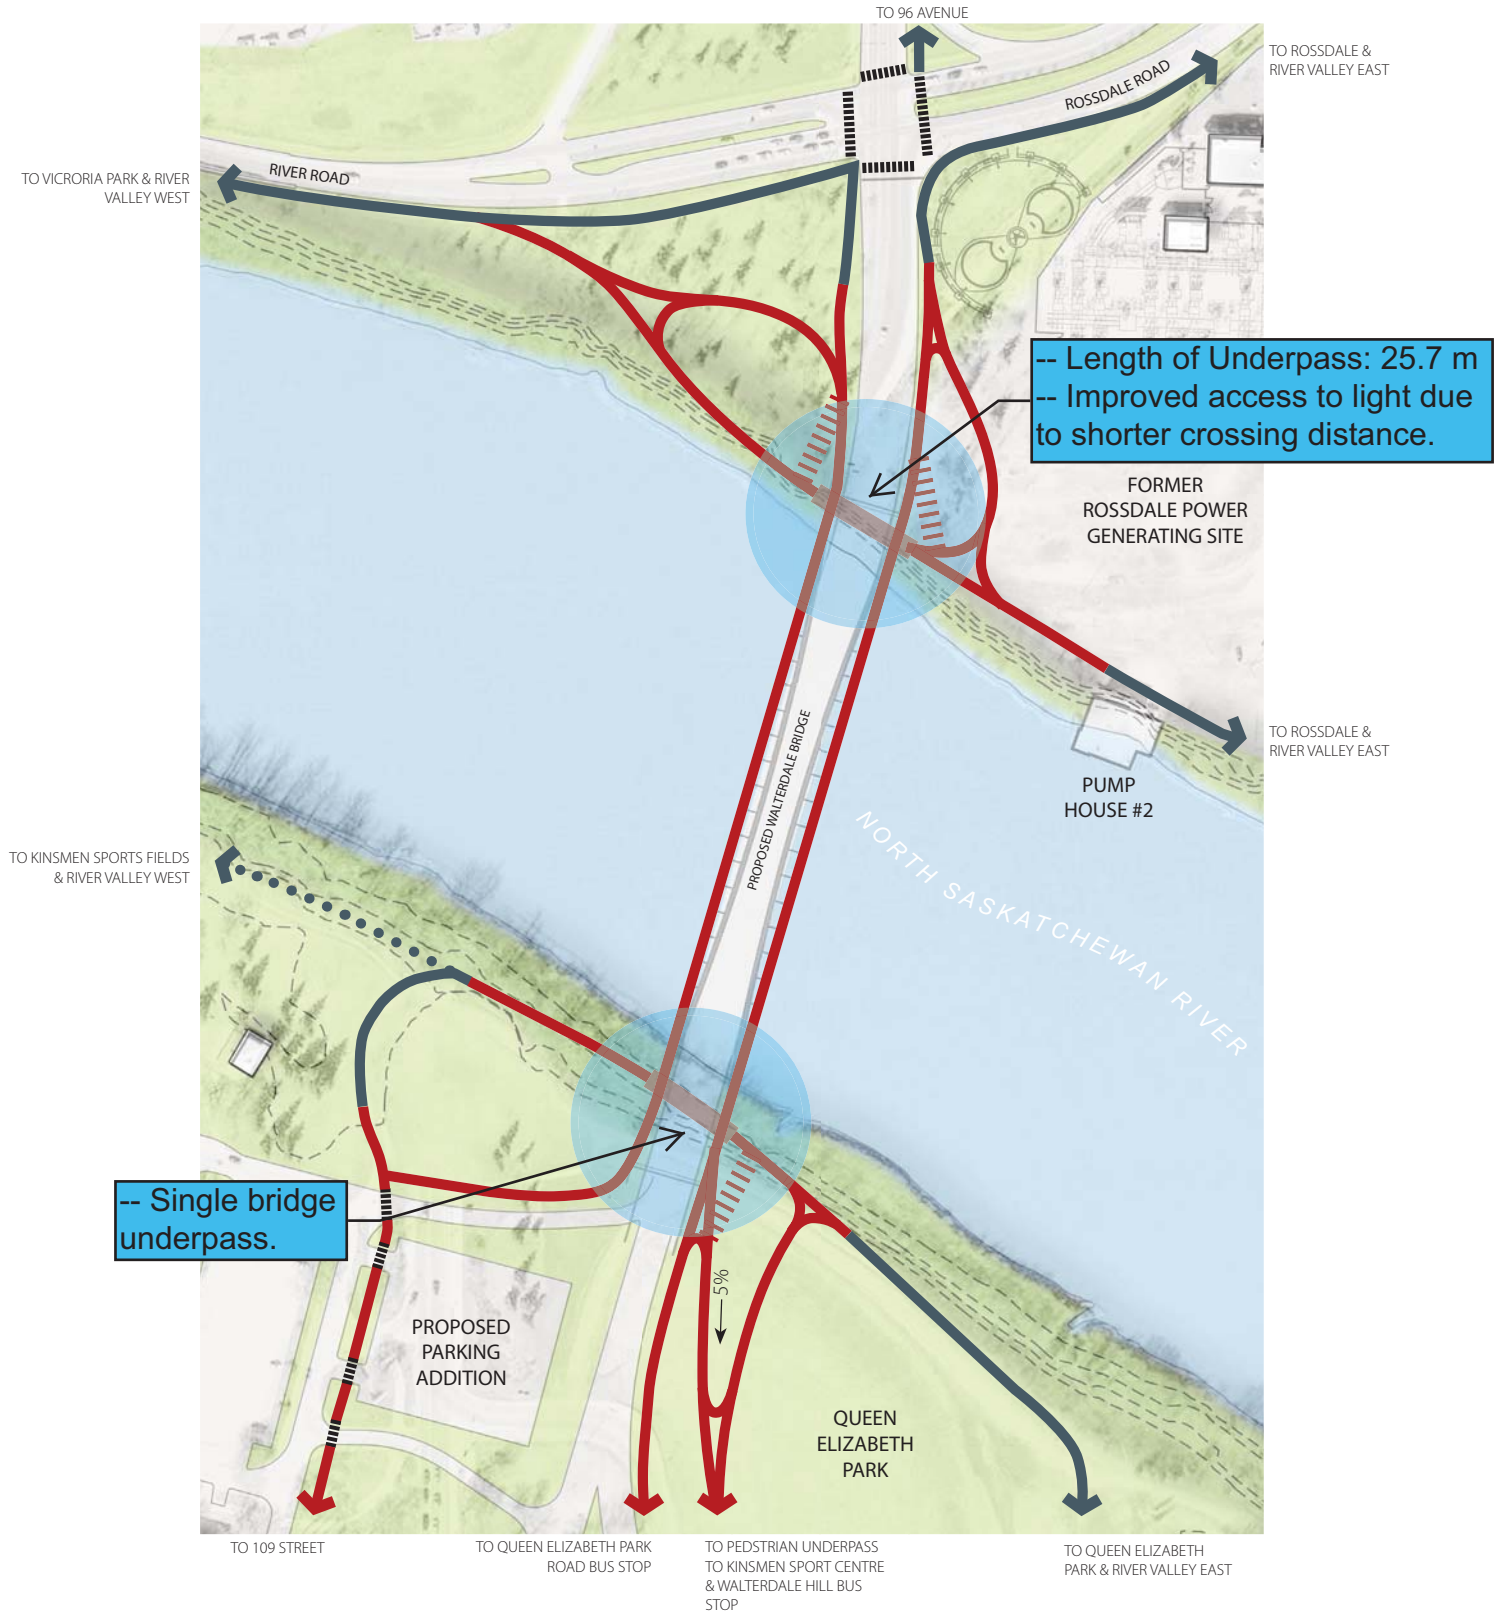 TO 96 AVENUE
TO ROSSDALE &
RIVER VALLEY EAST
ROSSDALE ROAD
RIVER ROAD
TO VICRORIA PARK & RIVER
VALLEY WEST
-- Length of Underpass: 25.7 m
-- Improved access to light due
to shorter crossing distance.
FORMER
ROSSDALE POWER
GENERATING SITE
PROPOSED WALTERDALE BRIDGE
TO ROSSDALE &
RIVER VALLEY EAST
PUMP
HOUSE #2
NORTH SASKATCHEWAN RIVER
TO KINSMEN SPORTS FIELDS
& RIVER VALLEY WEST
-- Single bridge
underpass.
5%
PROPOSED
PARKING
ADDITION
QUEEN
ELIZABETH
PARK
TO 109 STREET
TO QUEEN ELIZABETH PARK
ROAD BUS STOP
TO PEDSTRIAN UNDERPASS
TO KINSMEN SPORT CENTRE
& WALTERDALE HILL BUS
STOP
TO QUEEN ELIZABETH
PARK & RIVER VALLEY EAST